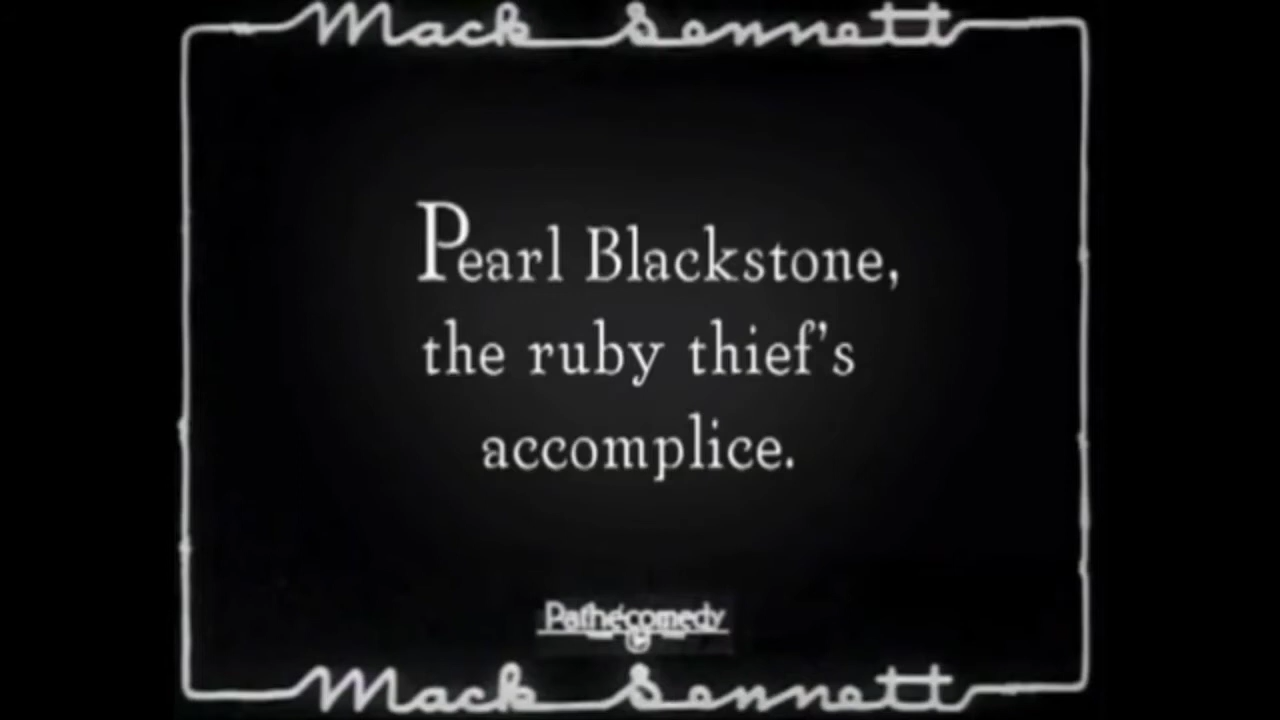 Mack Sennett
Pearl Blackstone,
the ruby thief's
accomplice.
Pathécomedy
Mack Sennett